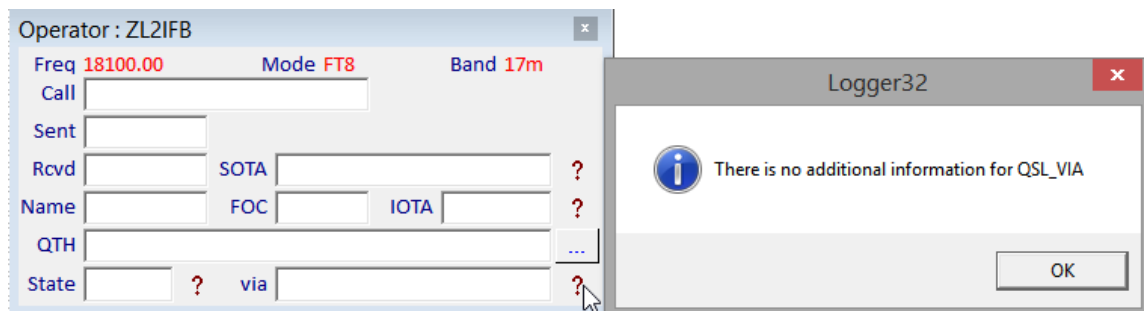 Operator : ZL2IFB x
Freq 18100.00 Mode FT8 Band 17m
Call
Sent
Rcvd SOTA ?
Name FOC IOTA ?
QTH ...
State ? via ?
Logger32 x
There is no additional information for QSL_VIA
OK